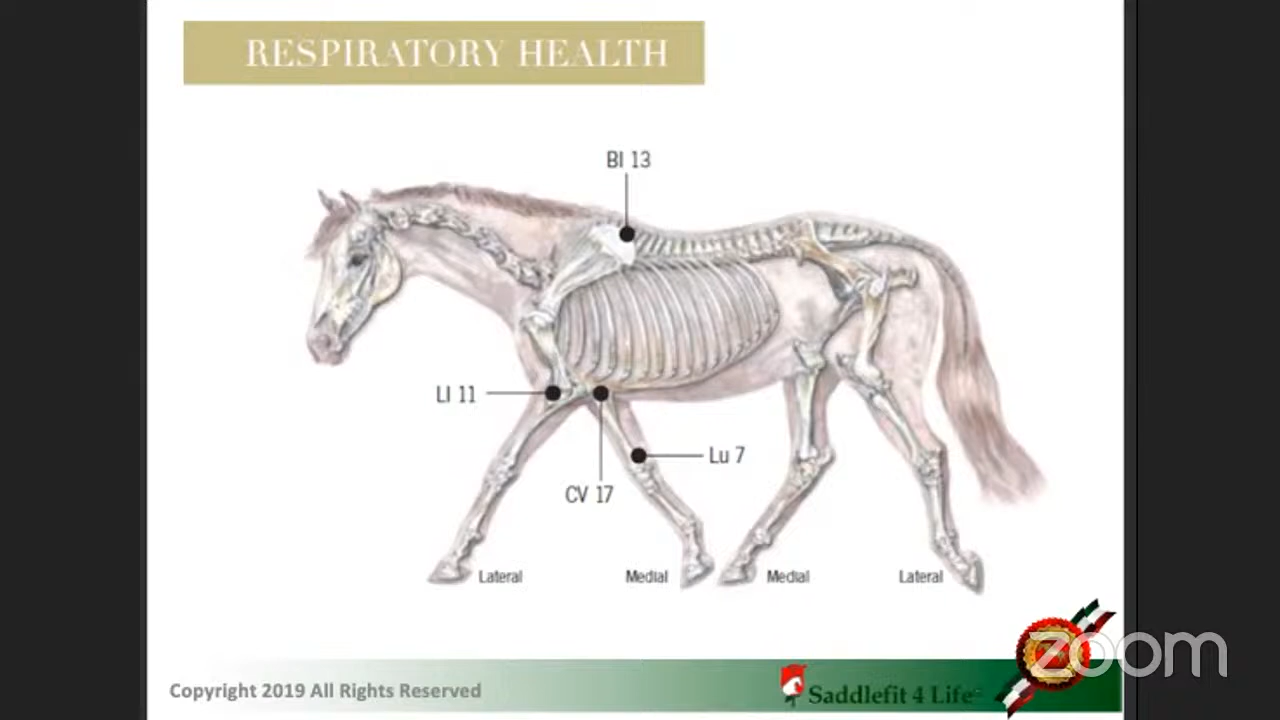 RESPIRATORY HEALTH
Bl 13
LI 11
Lu 7
CV 17
Lateral
Medial
Medial
Lateral
Copyright 2019 All Rights Reserved
Saddlefit 4 Life
zoom